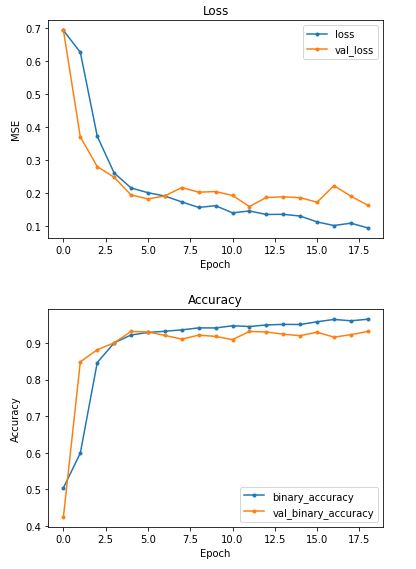 Loss
loss
val_loss
MSE
0.7
0.6
0.5
0.4
0.3
0.2
0.1
0.0 2.5 5.0 7.5 10.0 12.5 15.0 17.5
Epoch
Accuracy
Accuracy
0.9
0.8
0.7
0.6
0.5
0.4
binary_accuracy
val_binary_accuracy
0.0 2.5 5.0 7.5 10.0 12.5 15.0 17.5
Epoch